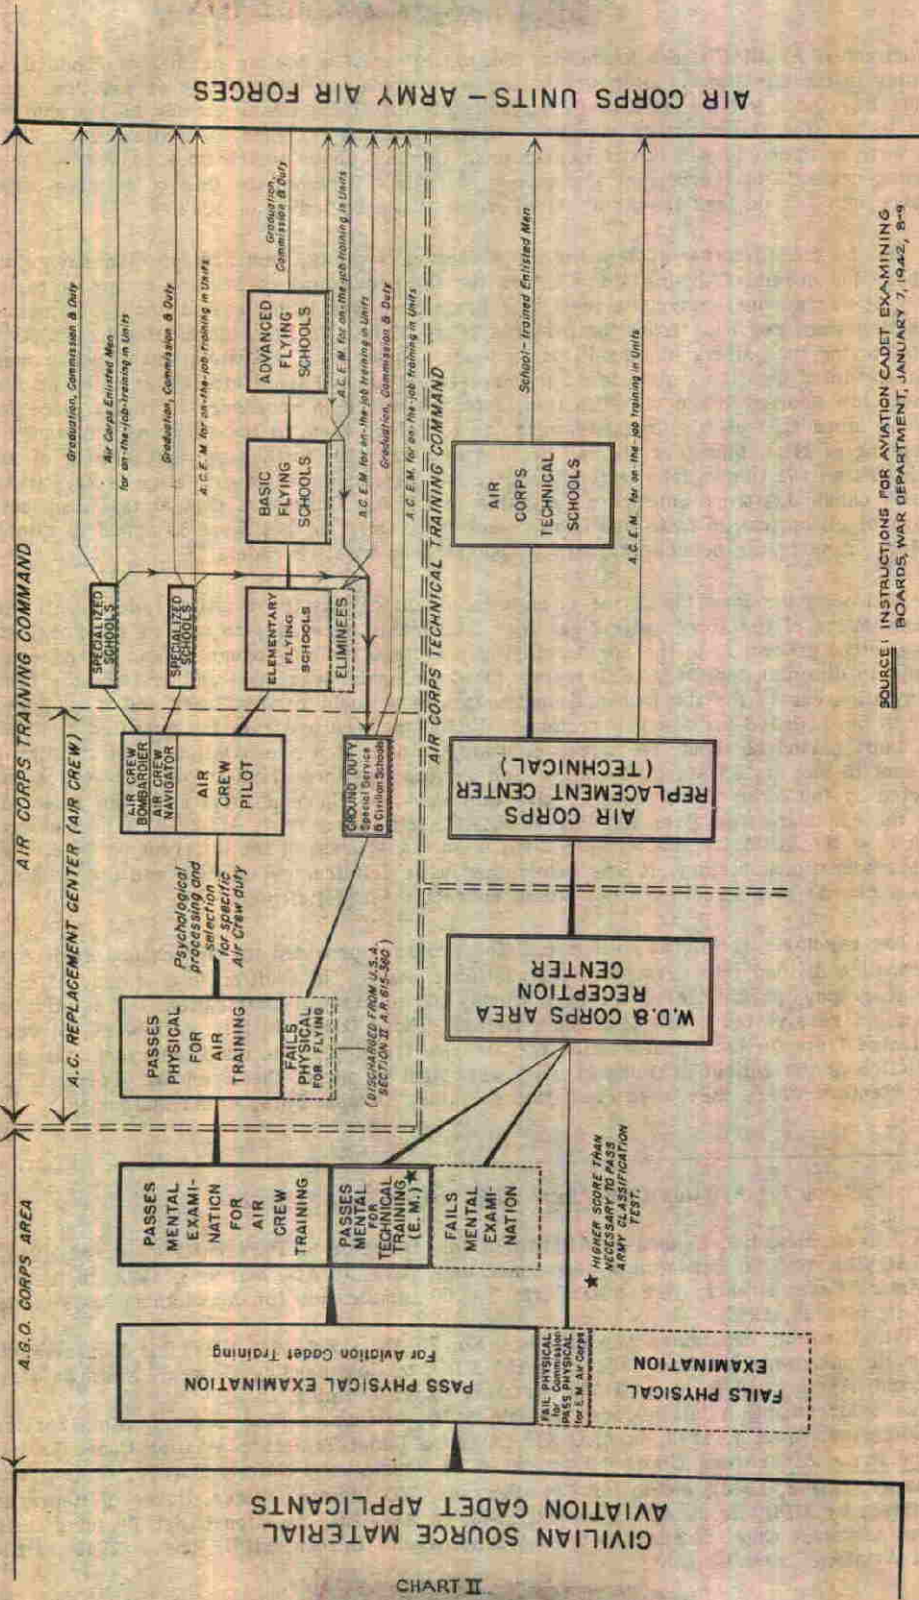 CHART II
CIVILIAN SOURCE MATERIAL
AVIATION CADET APPLICANTS
A.G.O. CORPS AREA
PASS PHYSICAL EXAMINATION
For Aviation Cadet Training
FAIL PHYSICAL
for Commission
PASS PHYSICAL
for E.M. Air Corps
FAILS PHYSICAL
EXAMINATION
PASSES
MENTAL
EXAMI-
NATION
FOR
AIR
CREW
TRAINING
PASSES
MENTAL
FOR
TECHNICAL
TRAINING
(E.M.) ★
FAILS
MENTAL
EXAMI-
NATION
★ HIGHER SCORE THAN
NECESSARY TO PASS
ARMY CLASSIFICATION
TEST.
AIR CORPS TRAINING COMMAND
A.C. REPLACEMENT CENTER (AIR CREW)
PASSES
PHYSICAL
FOR
AIR
TRAINING
FAILS
PHYSICAL
FOR FLYING
(DISCHARGED FROM U.S.A.
SECTION II A.R. 615-360)
Psychological
processing and
selection
for specific
Air Crew duty
AIR CREW
BOMBARDIER
AIR CREW
NAVIGATOR
AIR
CREW
PILOT
GROUND DUTY
Special Service
& Civilian Schools
SPECIALIZED
SCHOOLS
SPECIALIZED
SCHOOLS
ELEMENTARY
FLYING
SCHOOLS
ELIMINEES
BASIC
FLYING
SCHOOLS
ADVANCED
FLYING
SCHOOLS
Graduation, Commission & Duty
Air Corps Enlisted Men
for on-the-job-training in Units
Graduation, Commission & Duty
A.C.E.M. for on-the-job-training in Units
Graduation,
Commission & Duty
A.C.E.M. for on-the-job-training in Units
A.C.E.M. for on-the-job training in Units
Graduation, Commission & Duty
A.C.E.M. for on-the-job training in Units
AIR CORPS TECHNICAL TRAINING COMMAND
W.D. & CORPS AREA
RECEPTION
CENTER
AIR CORPS
REPLACEMENT CENTER
(TECHNICAL)
AIR
CORPS
TECHNICAL
SCHOOLS
School-trained Enlisted Men
A.C.E.M. for on-the-job training in Units
AIR CORPS UNITS – ARMY AIR FORCES
SOURCE: INSTRUCTIONS FOR AVIATION CADET EXAMINING
BOARDS, WAR DEPARTMENT, JANUARY 7, 1942, 8-9